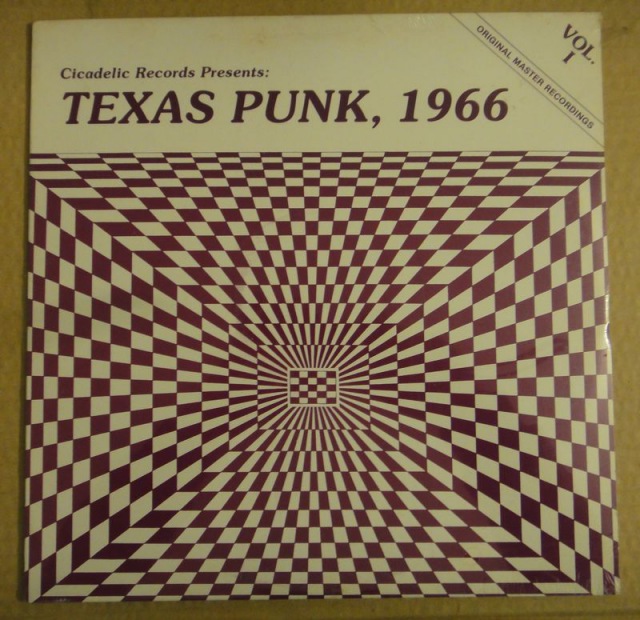 Cicadelic Records Presents:
TEXAS PUNK, 1966
ORIGINAL MASTER RECORDINGS
VOL.
I